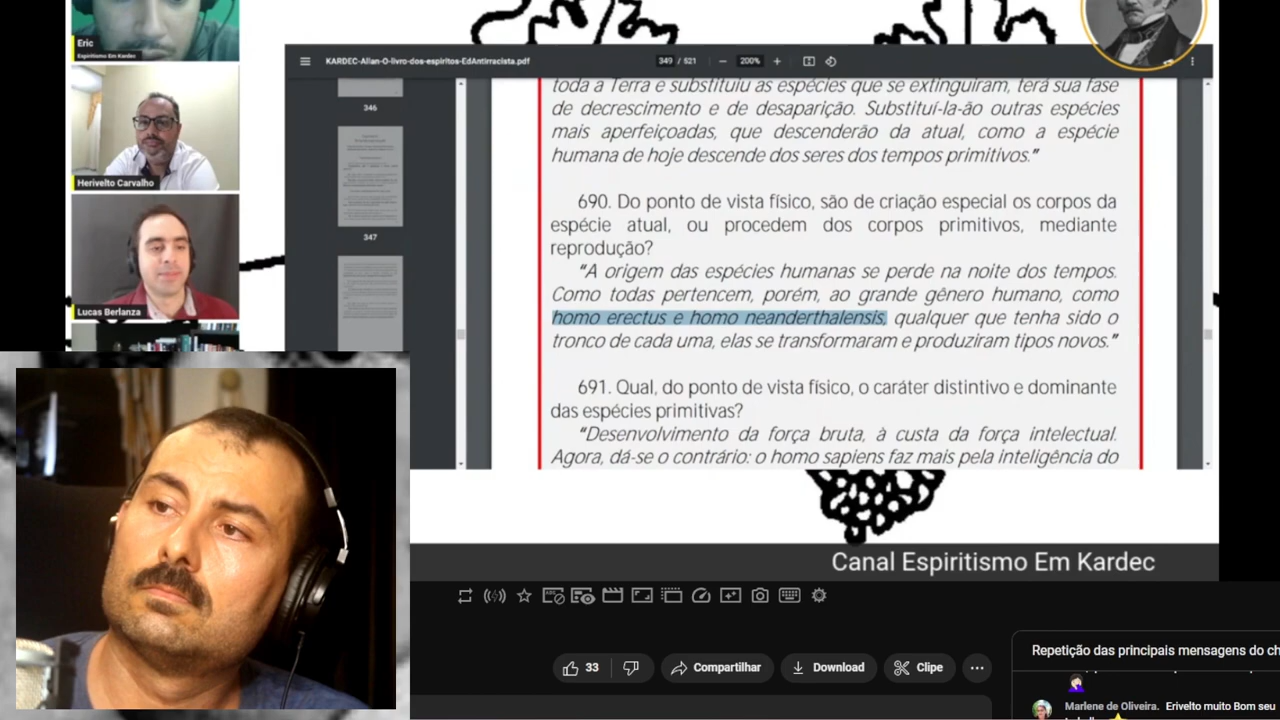 Eric
Espiritismo Em Kardec
Herivelto Carvalho
Lucas Berlanza
KARDEC-Allan-O-livro-dos-espiritos-EdAntirracista.pdf
349 / 521
200%
346
347
toda a Terra e substituiu as espécies que se extinguiram, terá sua fase
de decrescimento e de desaparição. Substituí-la-ão outras espécies
mais aperfeiçoadas, que descenderão da atual, como a espécie
humana de hoje descende dos seres dos tempos primitivos.”
690. Do ponto de vista físico, são de criação especial os corpos da
espécie atual, ou procedem dos corpos primitivos, mediante
reprodução?
“A origem das espécies humanas se perde na noite dos tempos.
Como todas pertencem, porém, ao grande gênero humano, como
homo erectus e homo neanderthalensis, qualquer que tenha sido o
tronco de cada uma, elas se transformaram e produziram tipos novos.”
691. Qual, do ponto de vista físico, o caráter distintivo e dominante
das espécies primitivas?
“Desenvolvimento da força bruta, à custa da força intelectual.
Agora, dá-se o contrário: o homo sapiens faz mais pela inteligência do
Canal Espiritismo Em Kardec
33
Compartilhar
Download
Clipe
Repetição das principais mensagens do ch
Marlene de Oliveira. Erivelto muito Bom seu